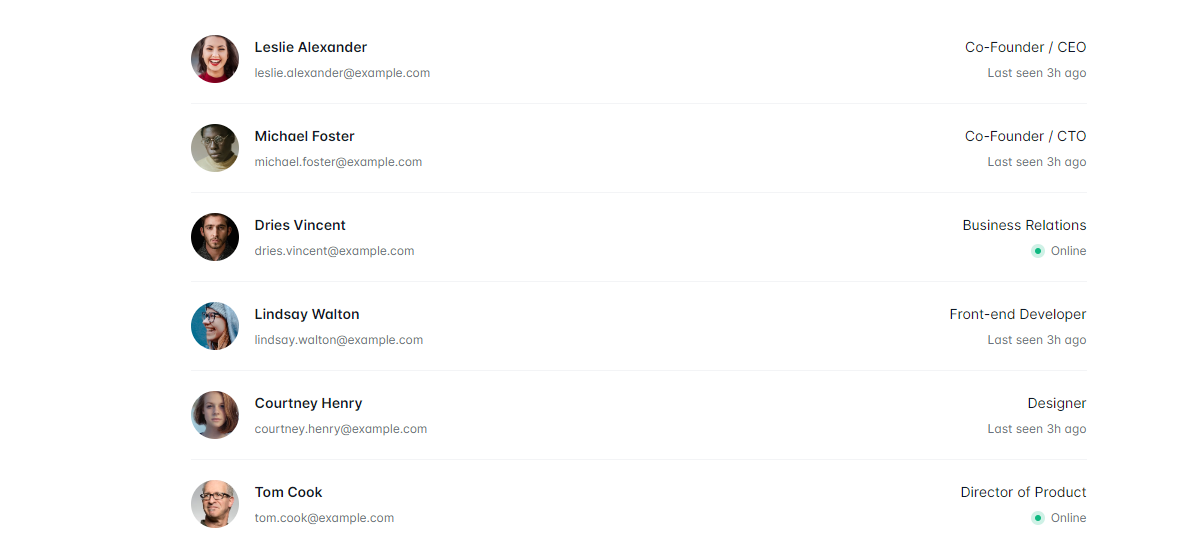 Leslie Alexander
Co-Founder / CEO
leslie.alexander@example.com
Last seen 3h ago
Michael Foster
Co-Founder / CTO
michael.foster@example.com
Last seen 3h ago
Dries Vincent
Business Relations
dries.vincent@example.com
Online
Lindsay Walton
Front-end Developer
lindsay.walton@example.com
Last seen 3h ago
Courtney Henry
Designer
courtney.henry@example.com
Last seen 3h ago
Tom Cook
Director of Product
tom.cook@example.com
Online